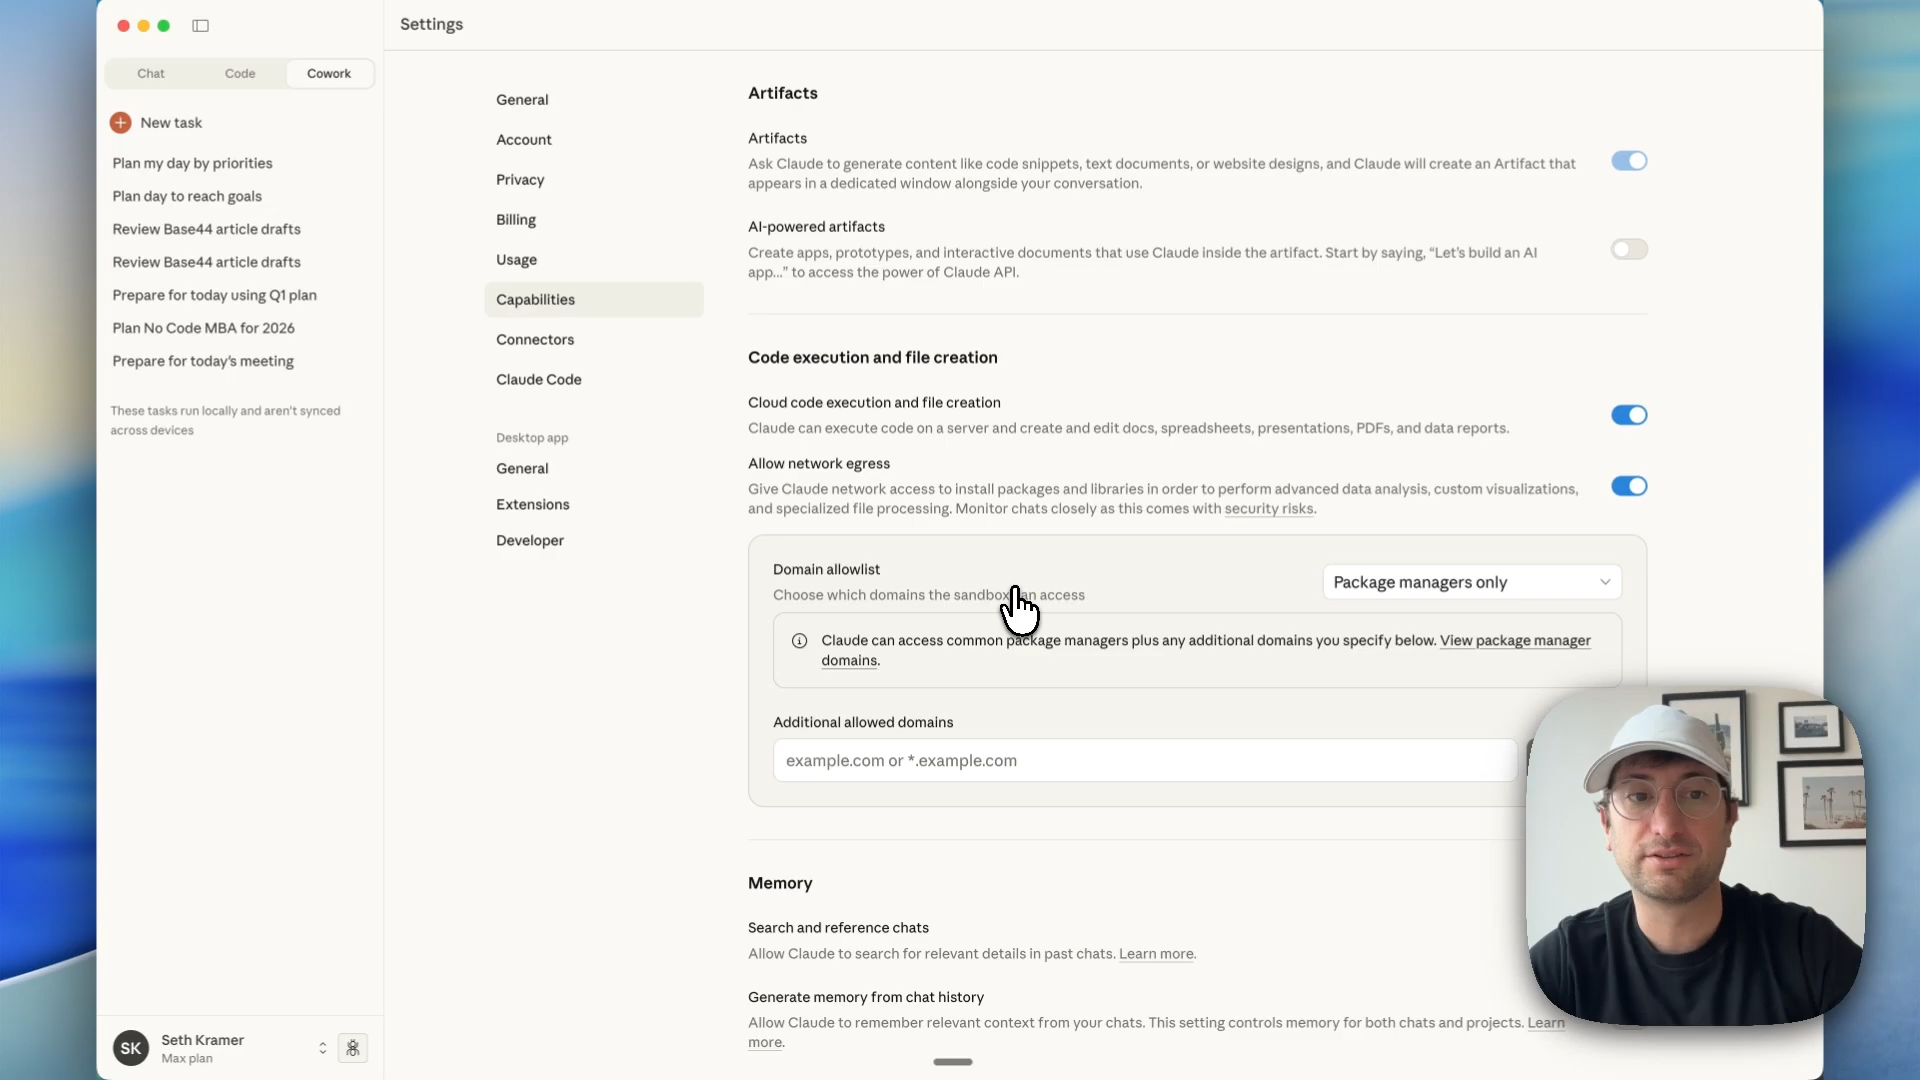 Settings
Chat
Code
Cowork
New task
Plan my day by priorities
Plan day to reach goals
Review Base44 article drafts
Review Base44 article drafts
Prepare for today using Q1 plan
Plan No Code MBA for 2026
Prepare for today's meeting
These tasks run locally and aren't synced
across devices
SK
Seth Kramer
Max plan
General
Account
Privacy
Billing
Usage
Capabilities
Connectors
Claude Code
Desktop app
General
Extensions
Developer
Artifacts
Artifacts
Ask Claude to generate content like code snippets, text documents, or website designs, and Claude will create an Artifact that
appears in a dedicated window alongside your conversation.
AI-powered artifacts
Create apps, prototypes, and interactive documents that use Claude inside the artifact. Start by saying, “Let's build an AI
app...” to access the power of Claude API.
Code execution and file creation
Cloud code execution and file creation
Claude can execute code on a server and create and edit docs, spreadsheets, presentations, PDFs, and data reports.
Allow network egress
Give Claude network access to install packages and libraries in order to perform advanced data analysis, custom visualizations,
and specialized file processing. Monitor chats closely as this comes with security risks.
Domain allowlist
Choose which domains the sandbox can access
Package managers only
Claude can access common package managers plus any additional domains you specify below. View package manager
domains.
Additional allowed domains
example.com or *.example.com
Memory
Search and reference chats
Allow Claude to search for relevant details in past chats. Learn more.
Generate memory from chat history
Allow Claude to remember relevant context from your chats. This setting controls memory for both chats and projects. Learn
more.